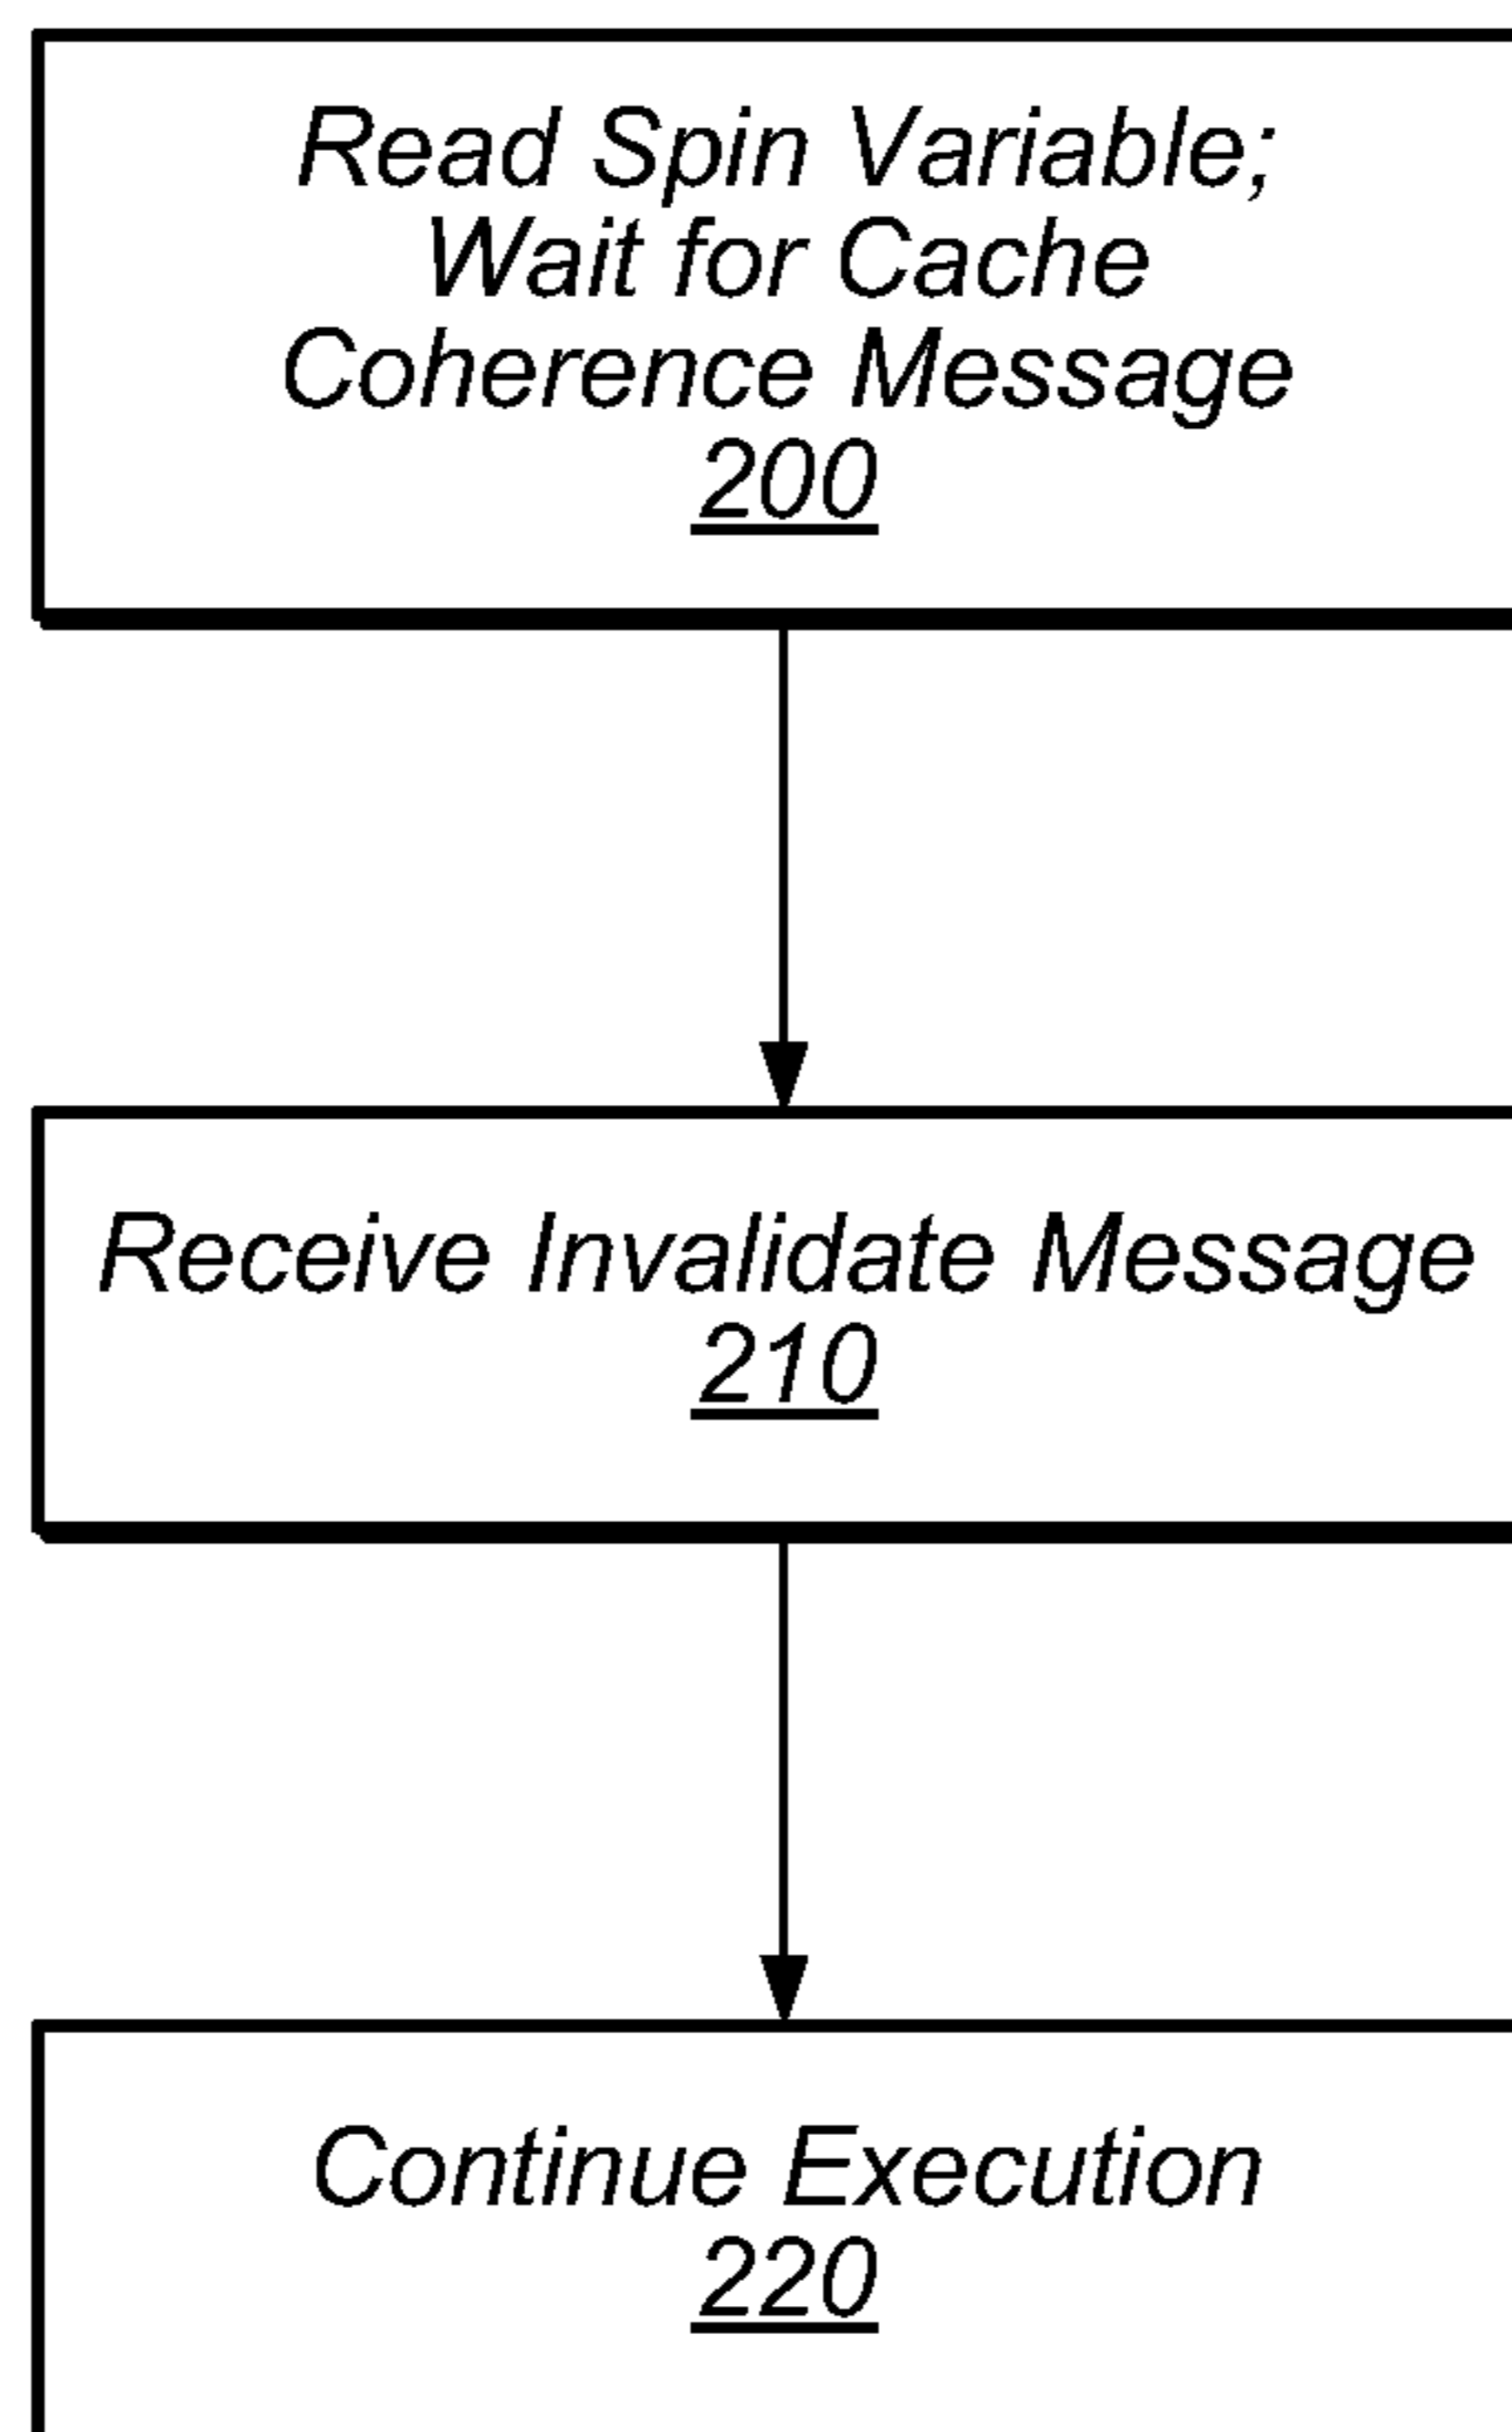 Read Spin Variable;
Wait for Cache
Coherence Message
200
Receive Invalidate Message
210
Continue Execution
220